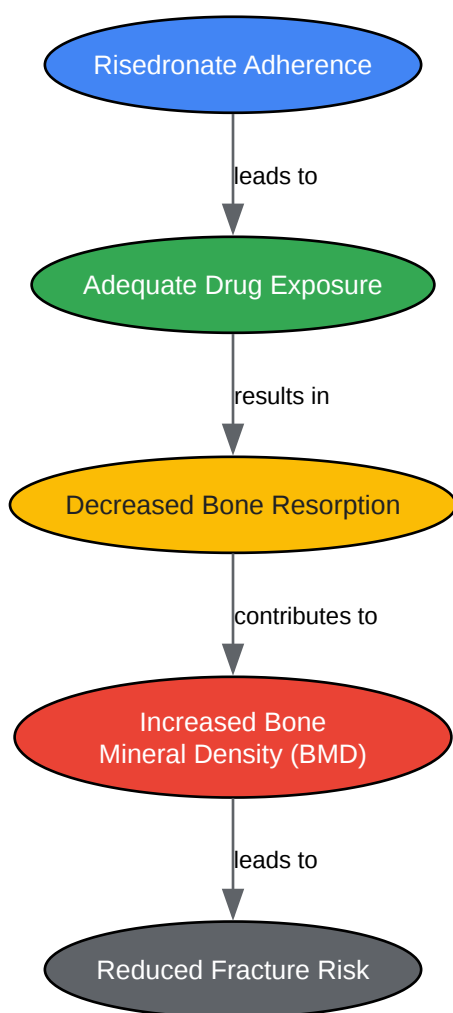 Risedronate Adherence
leads to
Adequate Drug Exposure
results in
Decreased Bone Resorption
contributes to
Increased Bone
Mineral Density (BMD)
leads to
Reduced Fracture Risk